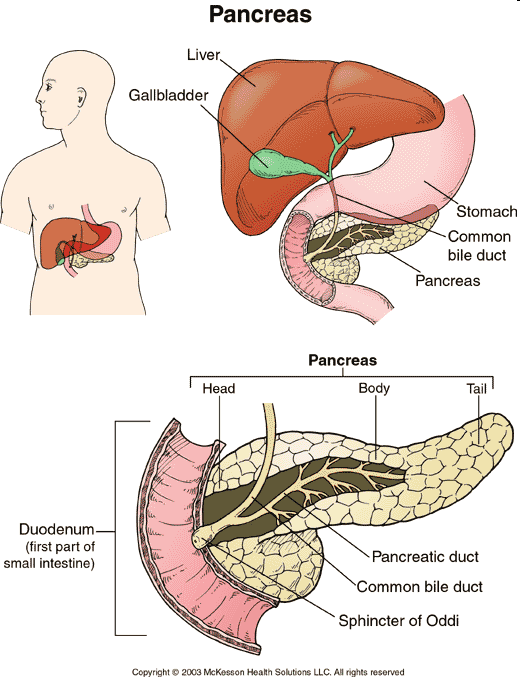 Pancreas
Liver
Gallbladder
Stomach
Common
bile duct
Pancreas
Pancreas
Head
Body
Tail
Duodenum
(first part of
small intestine)
Pancreatic duct
Common bile duct
Sphincter of Oddi
Copyright © 2003 McKesson Health Solutions LLC. All rights reserved